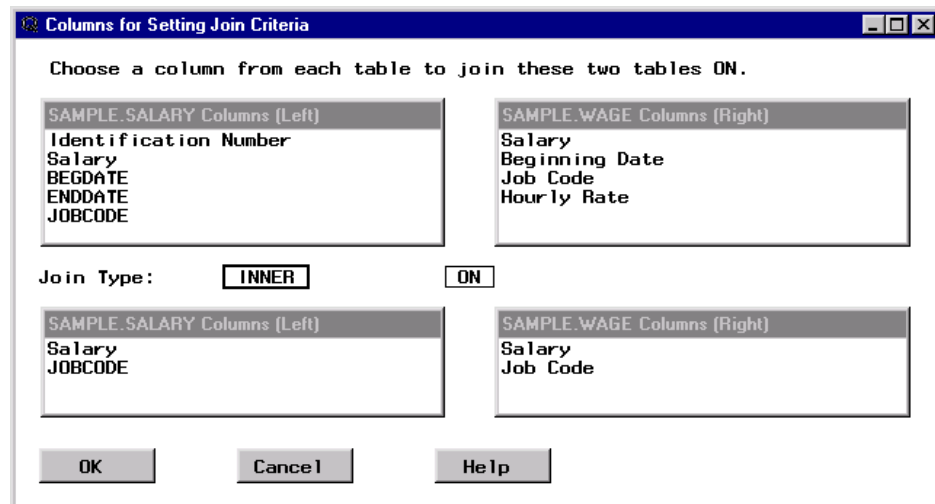 Columns for Setting Join Criteria
Choose a column from each table to join these two tables ON.
SAMPLE.SALARY Columns (Left)
Identification Number
Salary
BEGDATE
ENDDATE
JOBCODE
SAMPLE.WAGE Columns (Right)
Salary
Beginning Date
Job Code
Hourly Rate
Join Type: INNER ON
SAMPLE.SALARY Columns (Left)
Salary
JOBCODE
SAMPLE.WAGE Columns (Right)
Salary
Job Code
OK Cancel Help